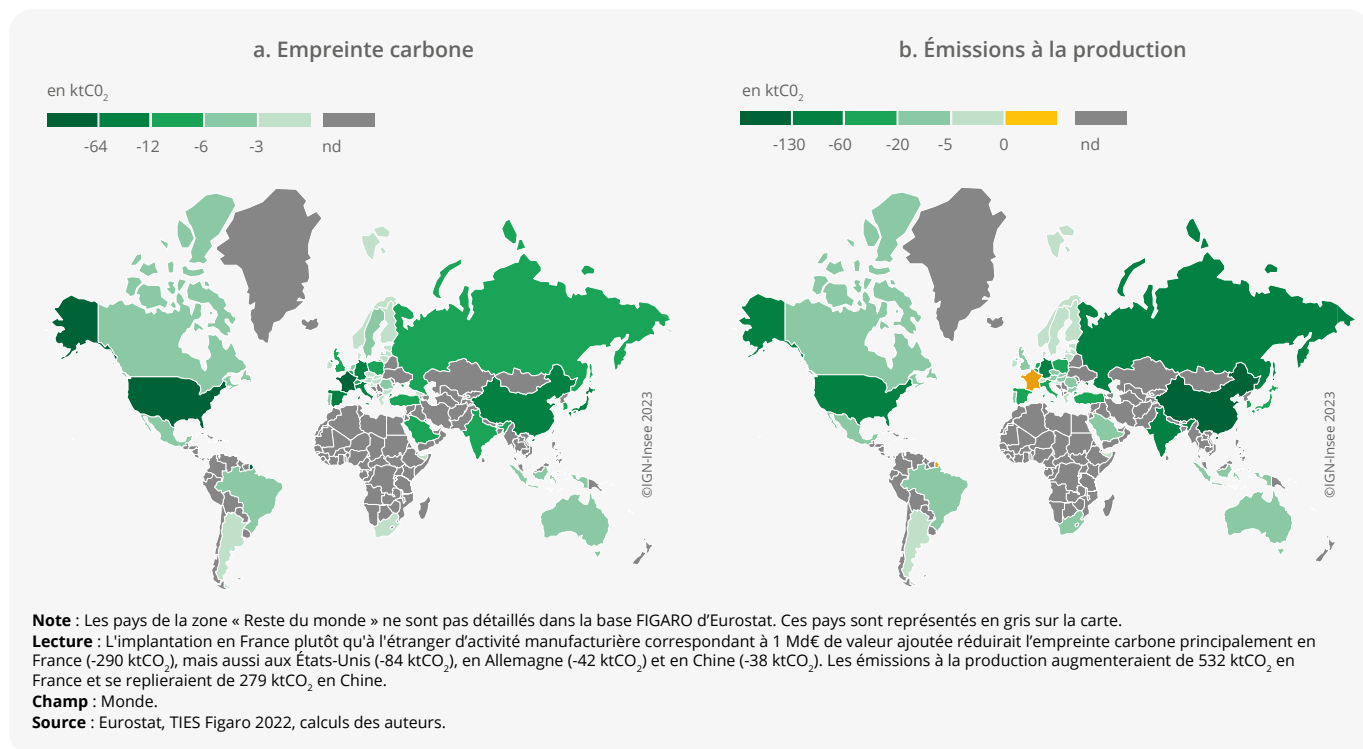 a. Empreinte carbone
en ktC0₂
-64 -12 -6 -3 nd
©IGN-Insee 2023
b. Émissions à la production
en ktC0₂
-130 -60 -20 -5 0 nd
©IGN-Insee 2023
Note : Les pays de la zone « Reste du monde » ne sont pas détaillés dans la base FIGARO d’Eurostat. Ces pays sont représentés en gris sur la carte.
Lecture : L'implantation en France plutôt qu'à l'étranger d’activité manufacturière correspondant à 1 Md€ de valeur ajoutée réduirait l’empreinte carbone principalement en
France (-290 ktCO₂), mais aussi aux États-Unis (-84 ktCO₂), en Allemagne (-42 ktCO₂) et en Chine (-38 ktCO₂). Les émissions à la production augmenteraient de 532 ktCO₂ en
France et se replieraient de 279 ktCO₂ en Chine.
Champ : Monde.
Source : Eurostat, TIES Figaro 2022, calculs des auteurs.